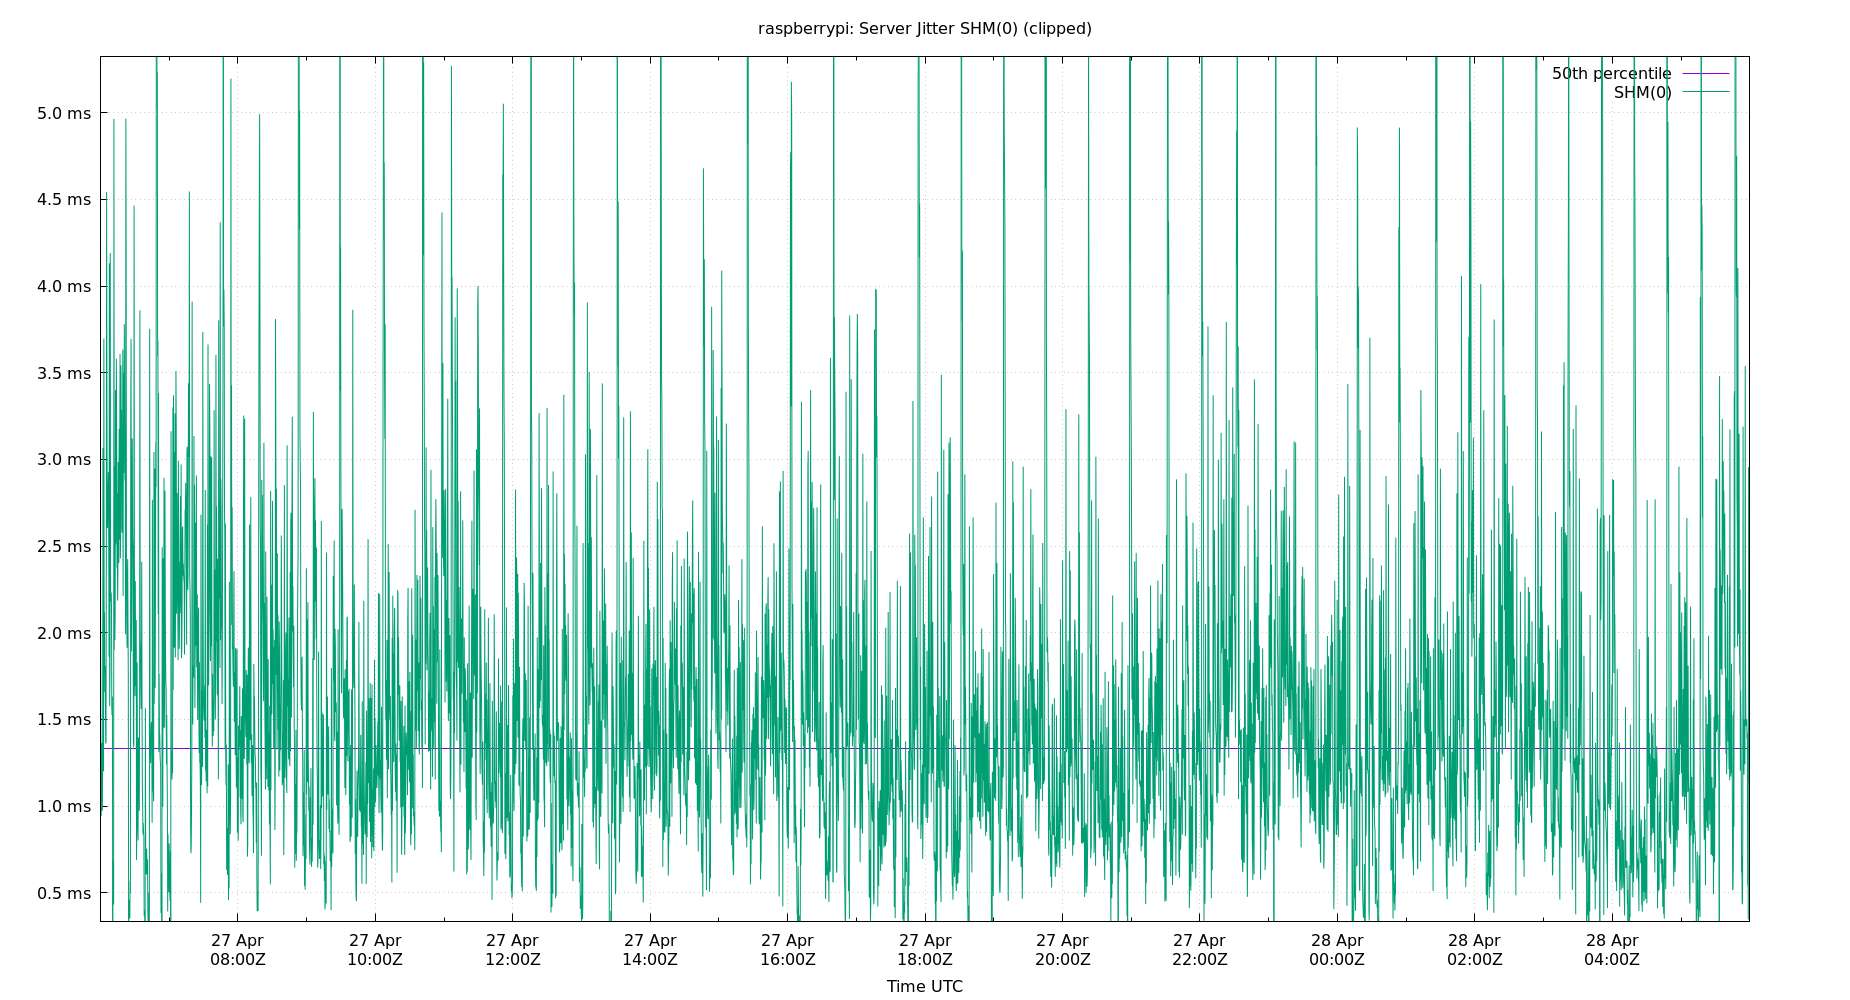 raspberrypi: Server Jitter SHM(0) (clipped)
50th percentile
SHM(0)
5.0 ms
4.5 ms
4.0 ms
3.5 ms
3.0 ms
2.5 ms
2.0 ms
1.5 ms
1.0 ms
0.5 ms
27 Apr 27 Apr 27 Apr 27 Apr 27 Apr 27 Apr 27 Apr 27 Apr 28 Apr 28 Apr 28 Apr
08:00Z 10:00Z 12:00Z 14:00Z 16:00Z 18:00Z 20:00Z 22:00Z 00:00Z 02:00Z 04:00Z
Time UTC